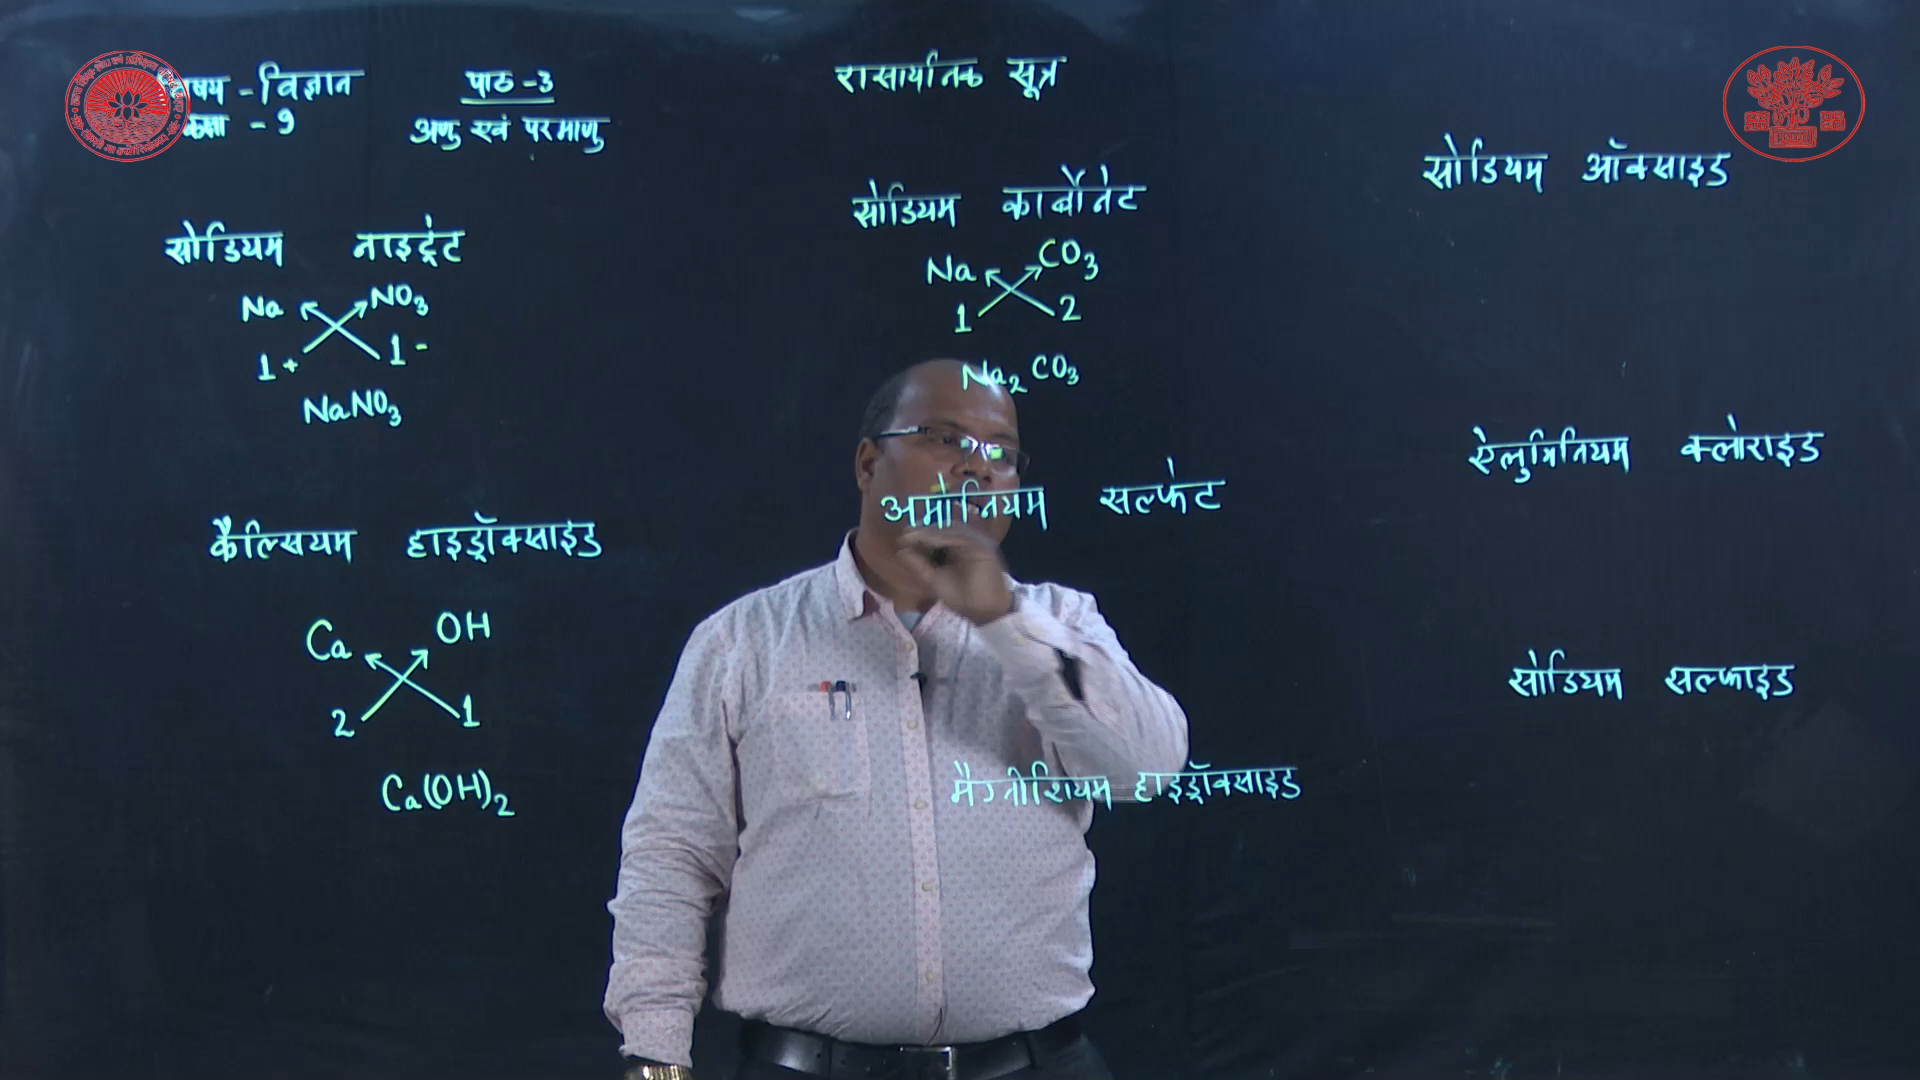 विषय - विज्ञान
कक्षा - 9
पाठ - 3
अणु एवं परमाणु
रासायनिक सूत्र
सोडियम नाइट्रेट
Na NO₃
1+ 1-
NaNO₃
कैल्सियम हाइड्रॉक्साइड
Ca OH
2 1
Ca(OH)₂
सोडियम कार्बोनेट
Na CO₃
1 2
Na₂CO₃
अमोनियम सल्फेट
मैग्नीशियम हाइड्रॉक्साइड
सोडियम ऑक्साइड
ऐलुमिनियम क्लोराइड
सोडियम सल्फाइड